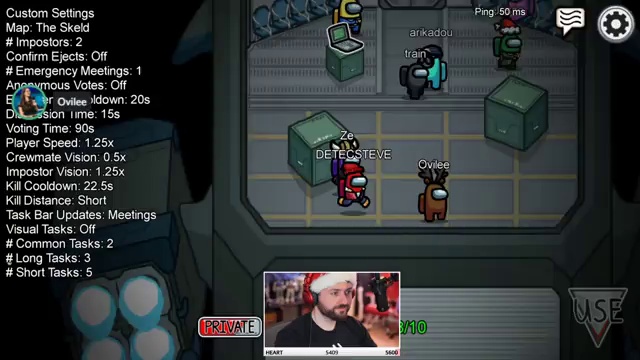 Custom Settings
Map: The Skeld
# Impostors: 2
Confirm Ejects: Off
# Emergency Meetings: 1
Anonymous Votes: Off
Cooldown: 20s
Ovilee
Time: 15s
Voting Time: 90s
Player Speed: 1.25x
Crewmate Vision: 0.5x
Impostor Vision: 1.25x
Kill Cooldown: 22.5s
Kill Distance: Short
Task Bar Updates: Meetings
Visual Tasks: Off
# Common Tasks: 2
# Long Tasks: 3
# Short Tasks: 5
Ping: 50 ms
arikadou
train
Ze
DETECSTEVE
Ovilee
PRIVATE
/10
USE
HEART 5409 5600